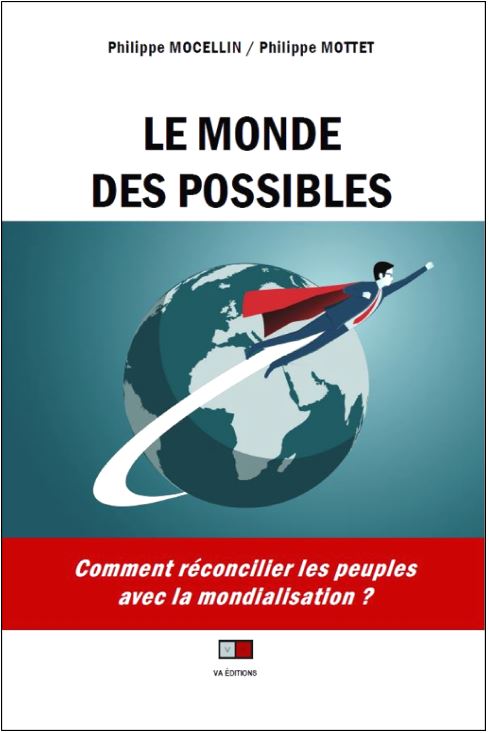 Philippe MOCELLIN / Philippe MOTTET
LE MONDE
DES POSSIBLES
Comment réconcilier les peuples
avec la mondialisation ?
VA ÉDITIONS